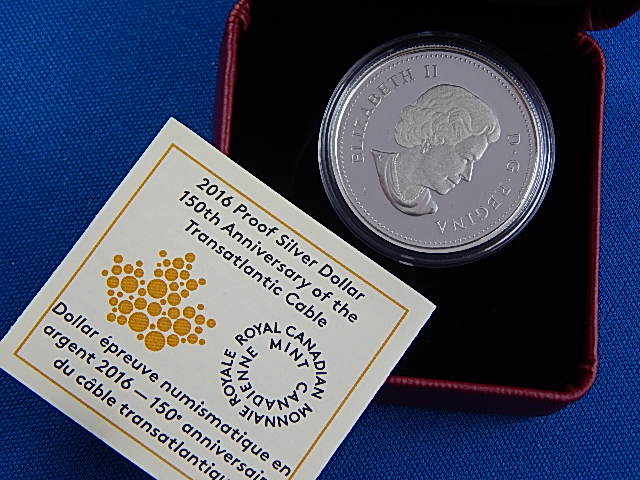 ELIZABETH II
D·G·REGINA
2016 Proof Silver Dollar
150th Anniversary of the
Transatlantic Cable
ROYAL CANADIAN
MINT
MONNAIE ROYALE
CANADIENNE
Dollar épreuve numismatique en
argent 2016 — 150e anniversaire
du câble transatlantique